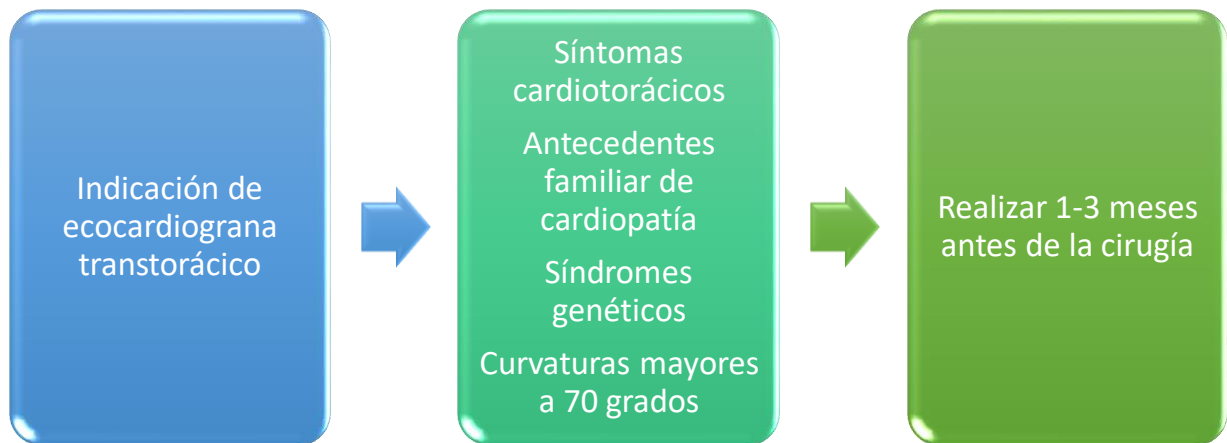 Indicación de
ecocardiograna
transtorácico
Síntomas
cardiotorácicos
Antecedentes
familiar de
cardiopatía
Síndromes
genéticos
Curvaturas mayores
a 70 grados
Realizar 1-3 meses
antes de la cirugía